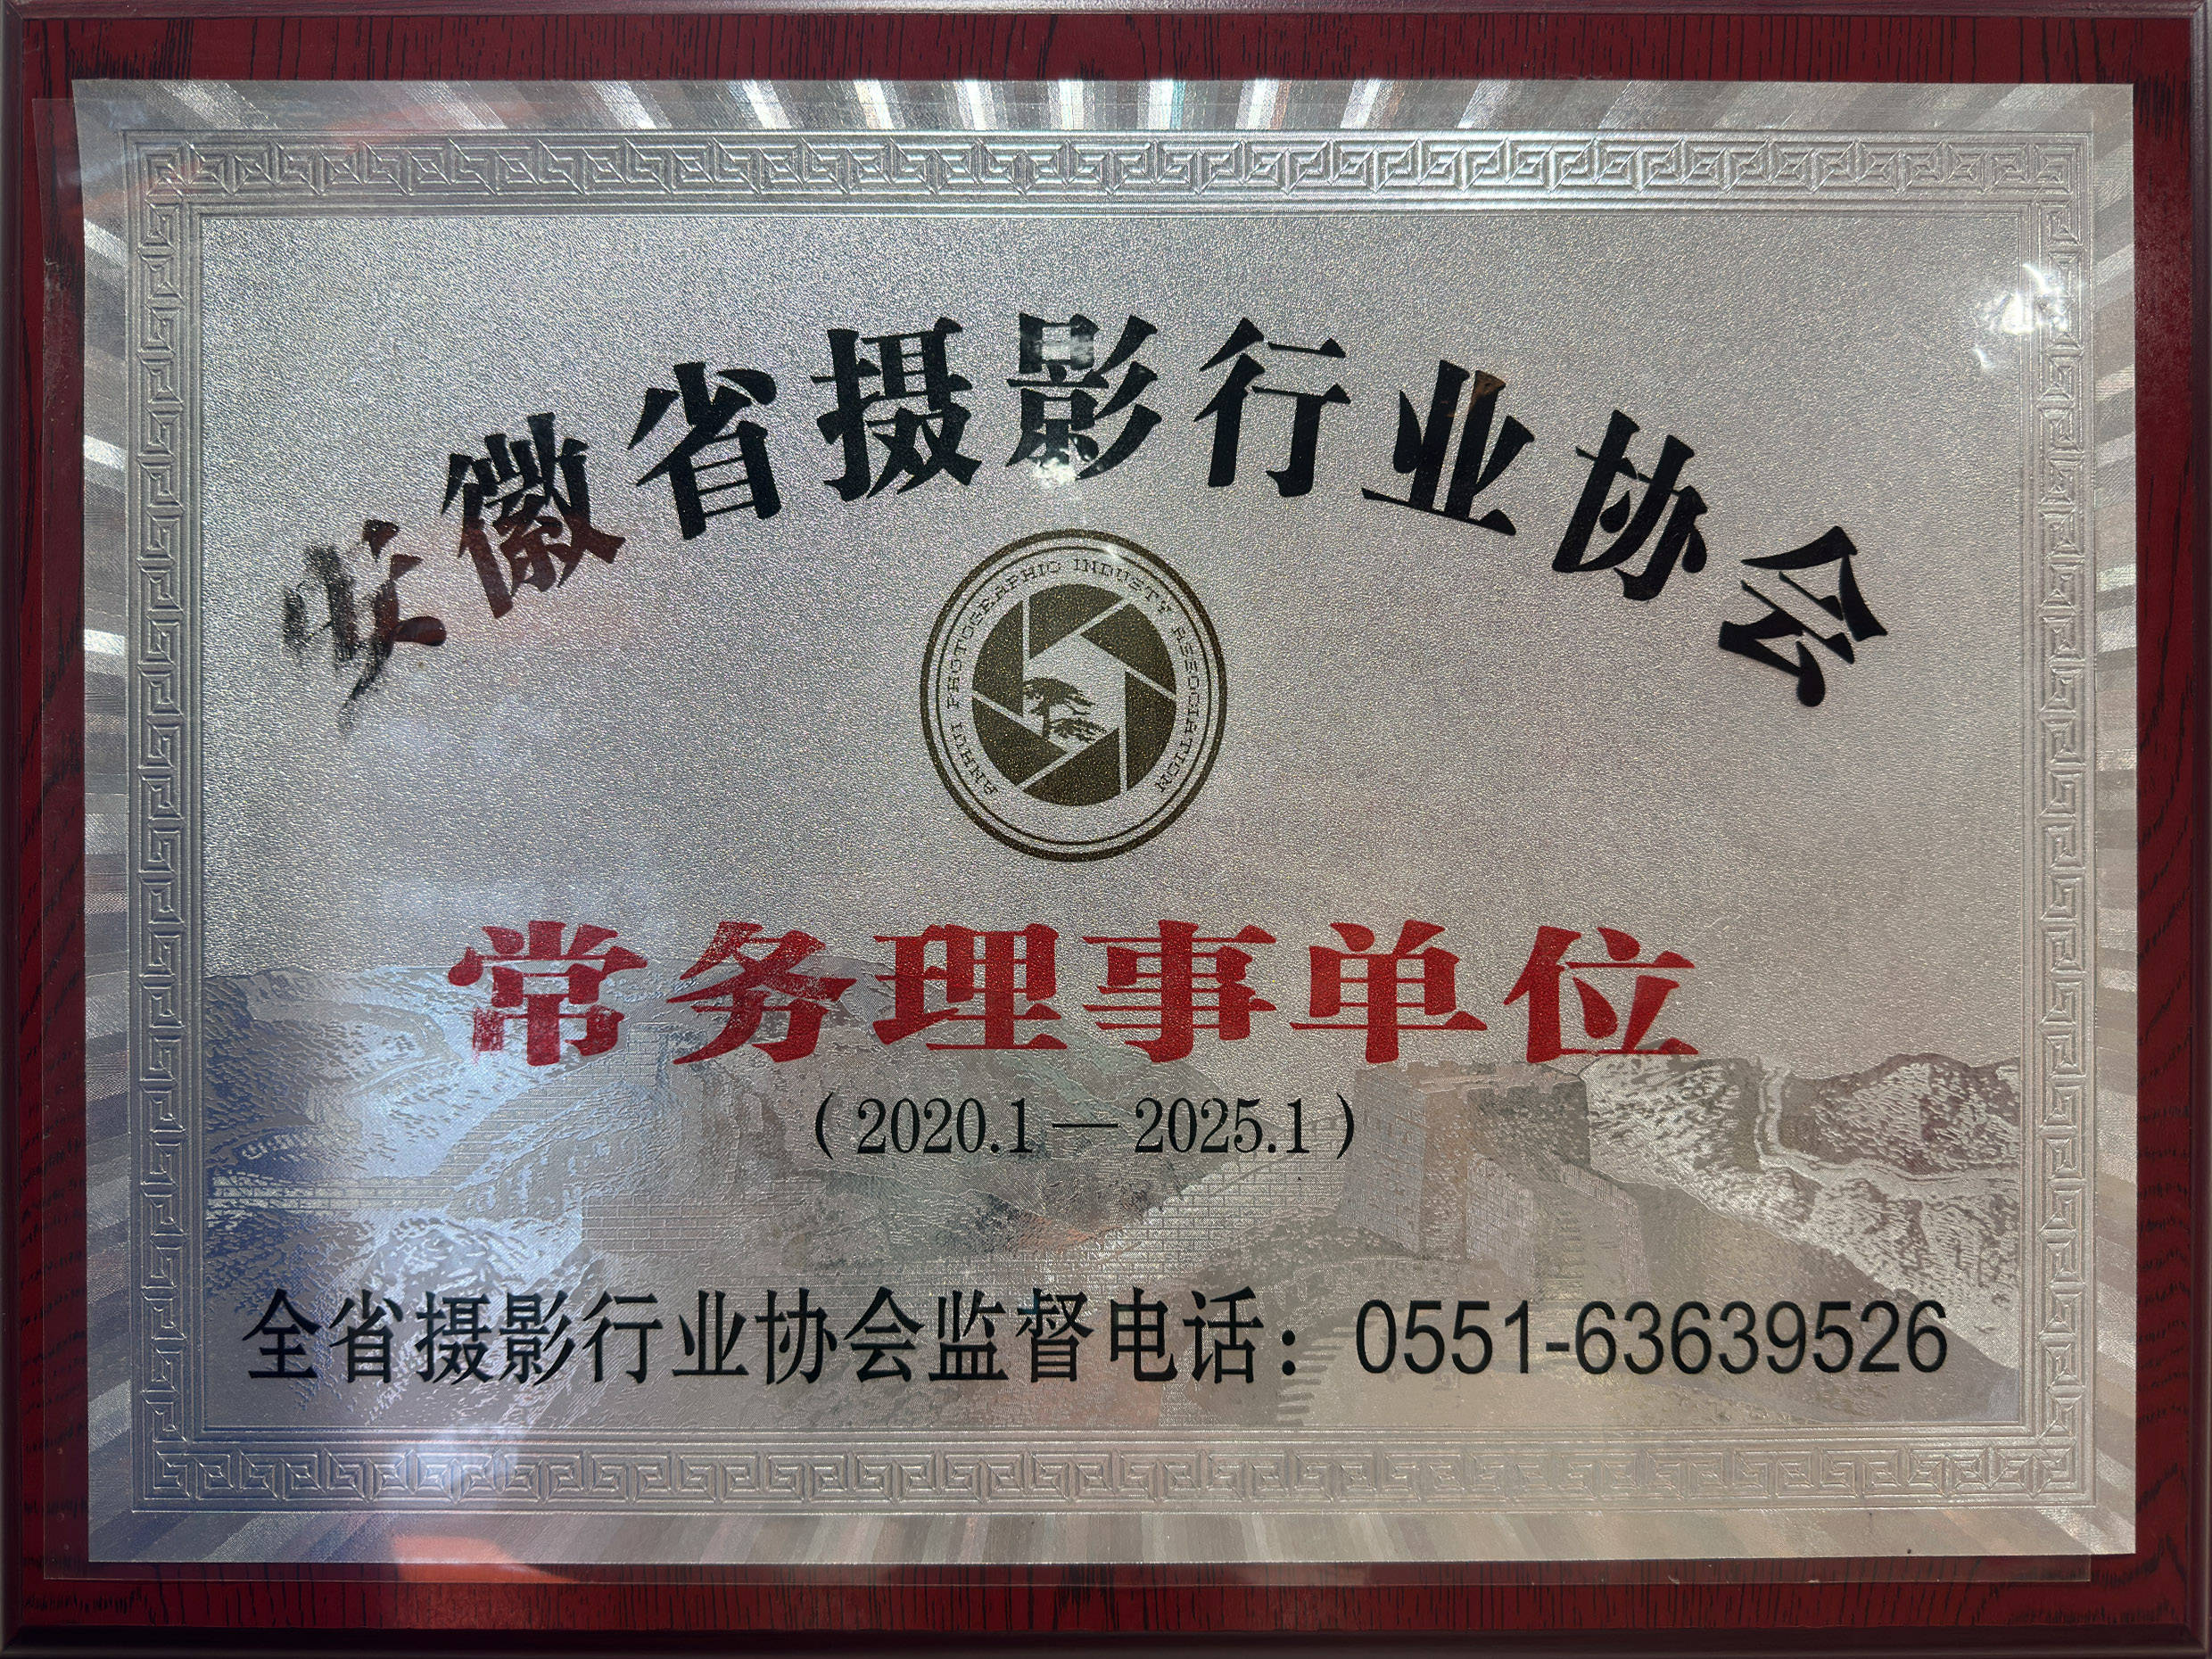 安徽省摄影行业协会
ANHUI PHOTOGRAPHIC INDUSTY ASSOCIATION
常务理事单位
（2020.1—2025.1）
全省摄影行业协会监督电话：0551-63639526